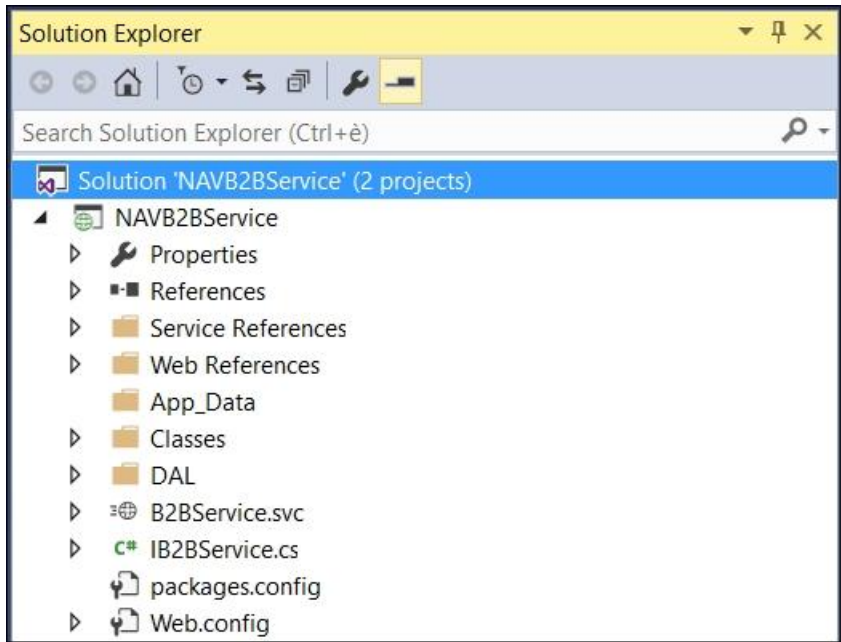 Solution Explorer
Search Solution Explorer (Ctrl+è)
Solution 'NAVB2BService' (2 projects)
NAVB2BService
Properties
References
Service References
Web References
App_Data
Classes
DAL
B2BService.svc
C# IB2BService.cs
packages.config
Web.config